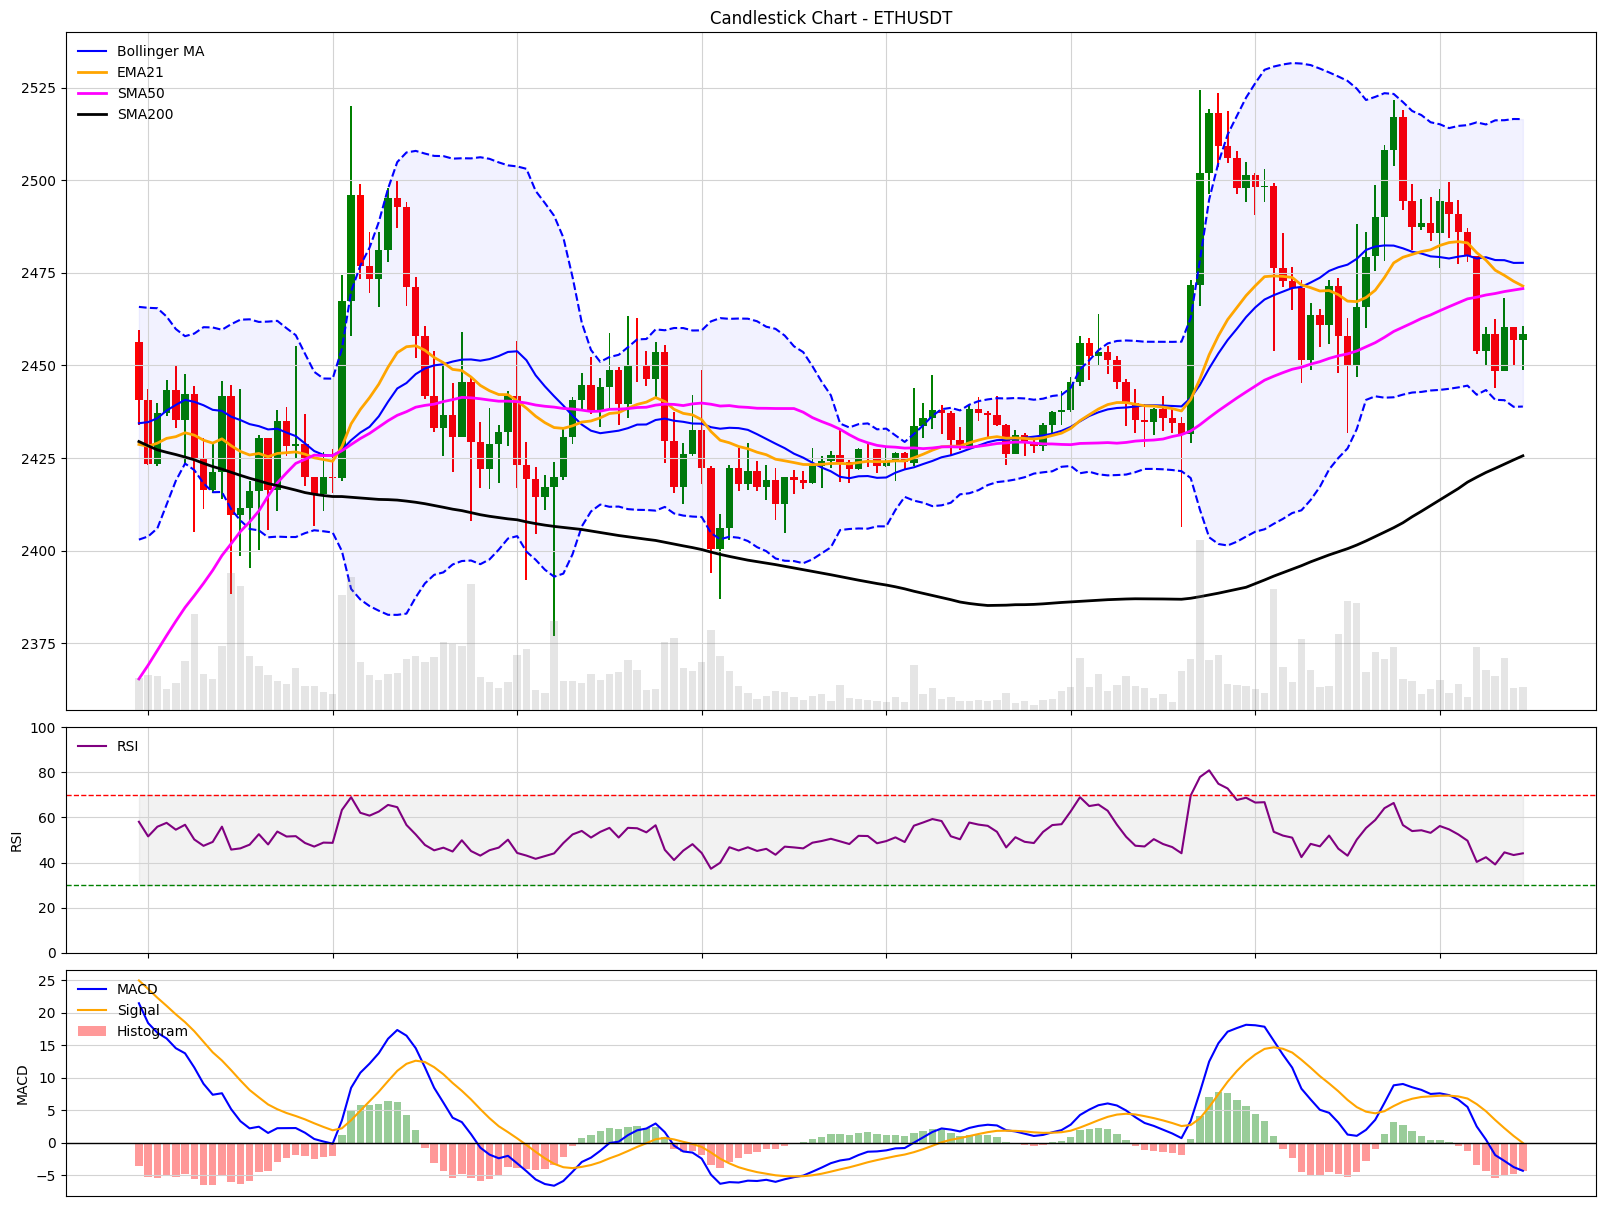 Candlestick Chart - ETHUSDT
Bollinger MA
EMA21
SMA50
SMA200
2525
2500
2475
2450
2425
2400
2375
RSI
100
80
60
40
20
0
RSI
MACD
Signal
Histogram
25
20
15
10
5
0
−5
MACD